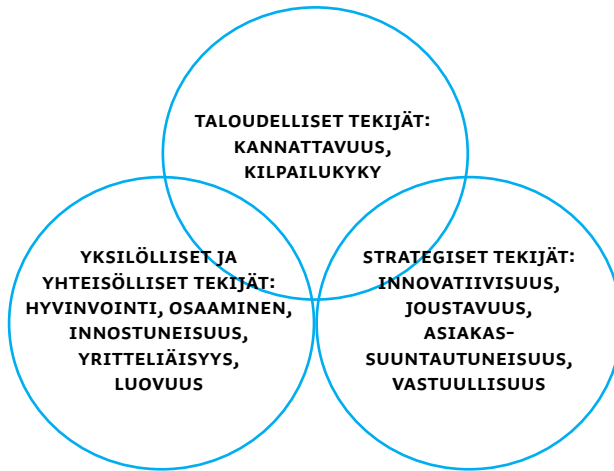 TALOUDELLISET TEKIJÄT:
KANNATTAVUUS,
KILPAILUKYKY
YKSILÖLLISET JA
YHTEISÖLLISET TEKIJÄT:
HYVINVOINTI, OSAAMINEN,
INNOSTUNEISUUS,
YRITTELIÄISYYS,
LUOVUUS
STRATEGISET TEKIJÄT:
INNOVATIIVISUUS,
JOUSTAVUUS,
ASIAKAS-
SUUNTAUTUNEISUUS,
VASTUULLISUUS